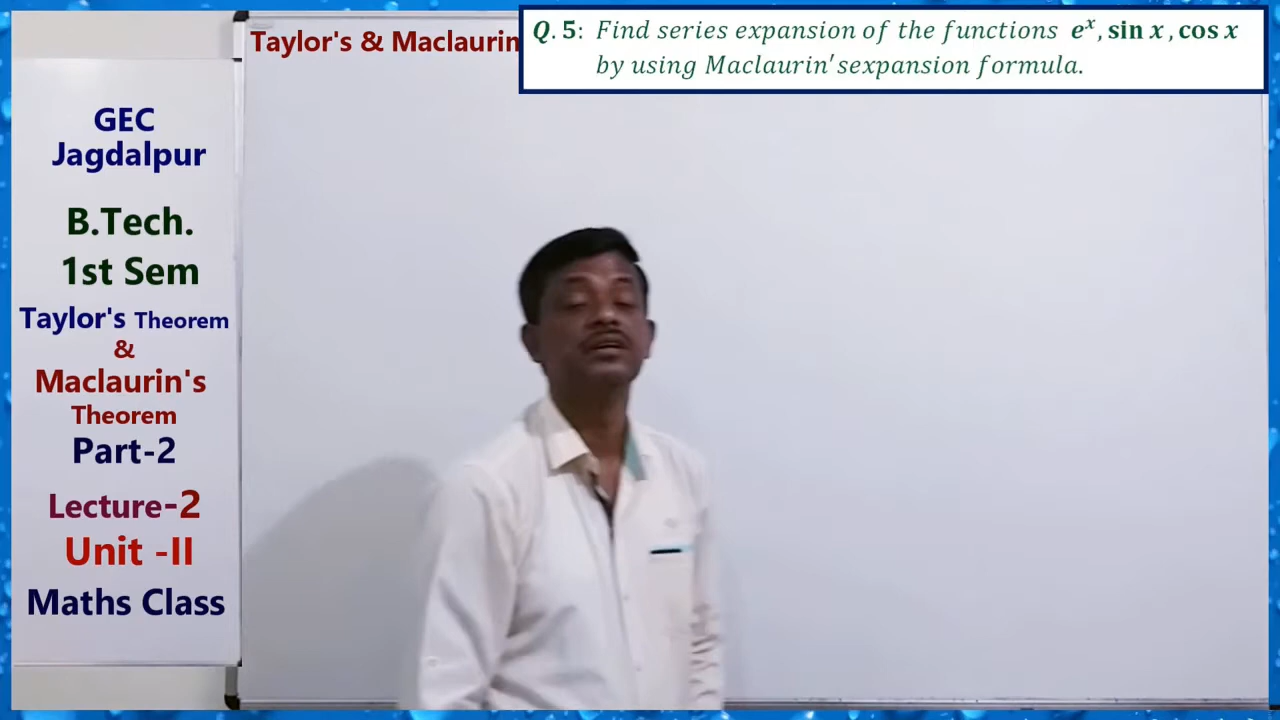 Taylor's & Maclaurin
Q. 5: Find series expansion of the functions eˣ, sin x, cos x
by using Maclaurin'sexpansion formula.
GEC
Jagdalpur
B.Tech.
1st Sem
Taylor's Theorem
&
Maclaurin's
Theorem
Part-2
Lecture-2
Unit -II
Maths Class